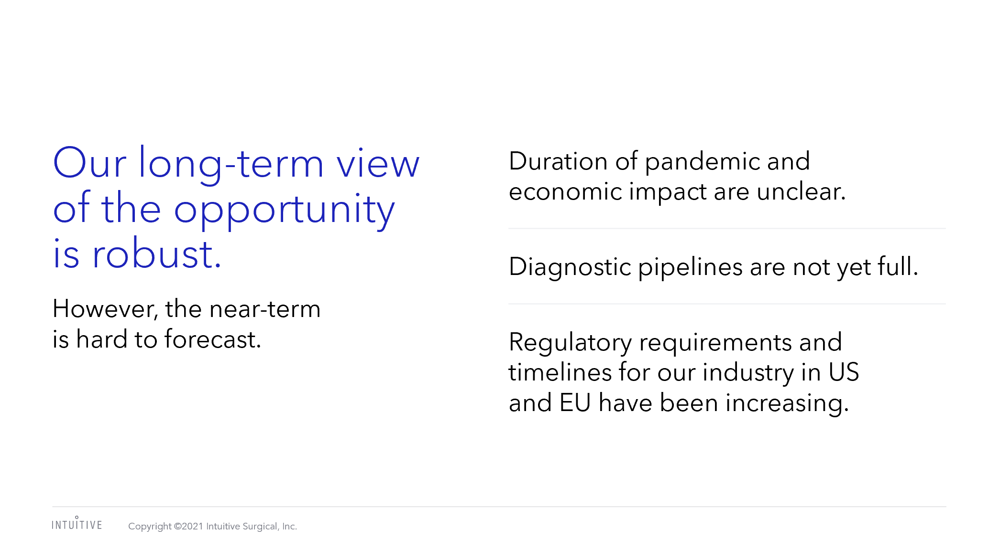 Our long-term view
of the opportunity
is robust.
However, the near-term
is hard to forecast.
Duration of pandemic and
economic impact are unclear.
Diagnostic pipelines are not yet full.
Regulatory requirements and
timelines for our industry in US
and EU have been increasing.
INTUITIVE
Copyright ©2021 Intuitive Surgical, Inc.